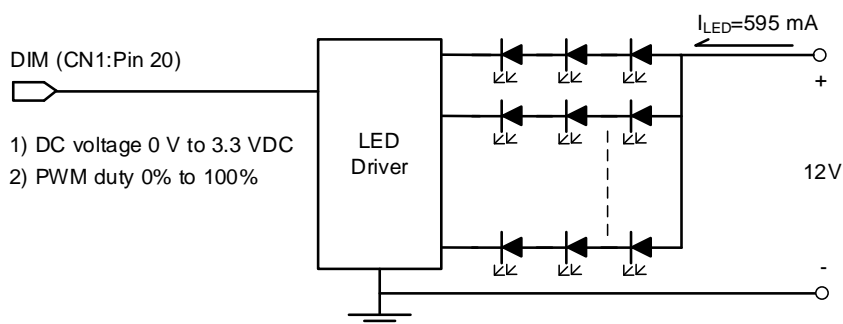 I_LED=595 mA
DIM (CN1:Pin 20)
+
1) DC voltage 0 V to 3.3 VDC
2) PWM duty 0% to 100%
LED
Driver
12V
-